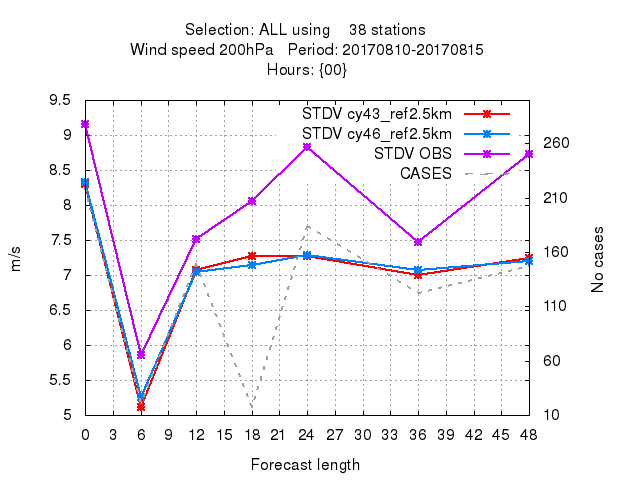 Selection: ALL using 38 stations
Wind speed 200hPa Period: 20170810-20170815
Hours: {00}
STDV cy43_ref2.5km
STDV cy46_ref2.5km
STDV OBS
CASES
9.5
9
8.5
8
7.5
7
6.5
6
5.5
5
m/s
260
210
160
110
60
10
No cases
0 3 6 9 12 15 18 21 24 27 30 33 36 39 42 45 48
Forecast length